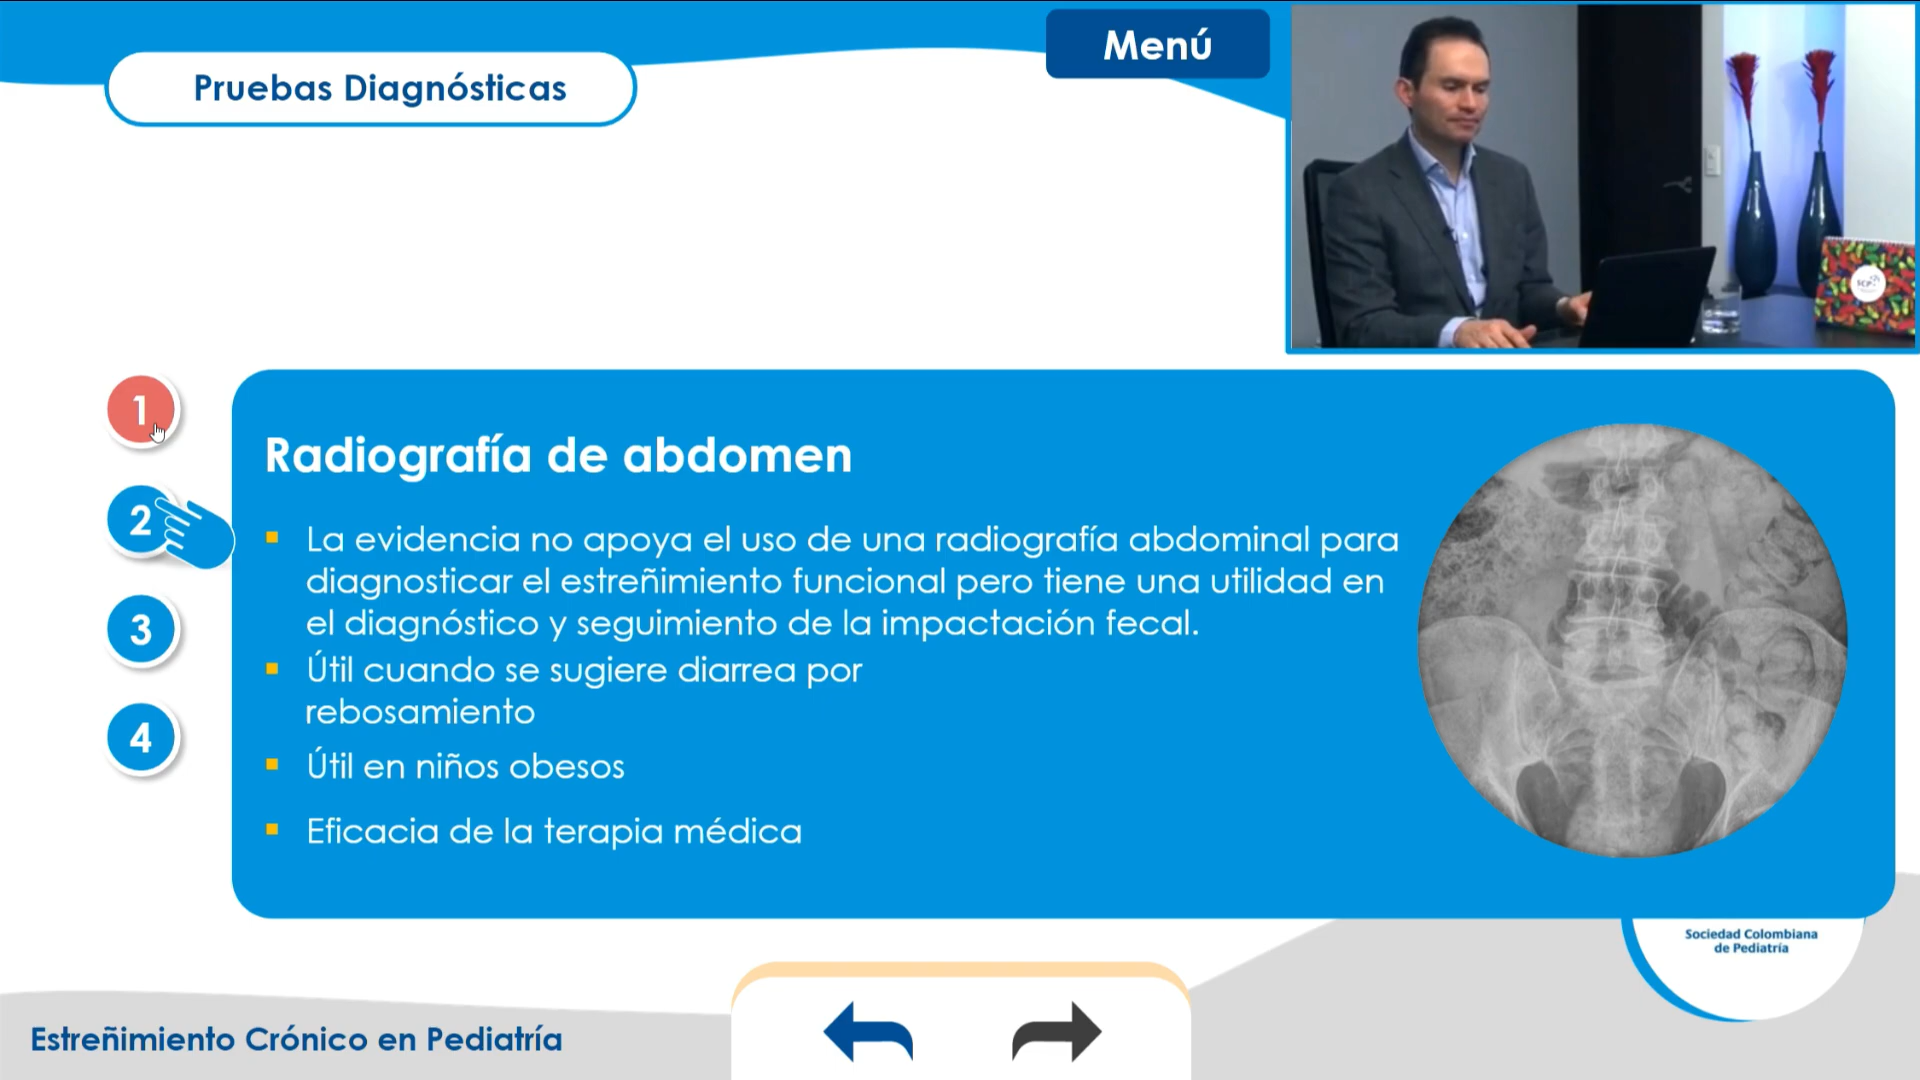 Menú
Pruebas Diagnósticas
SCP
1
2
3
4
Radiografía de abdomen
▪ La evidencia no apoya el uso de una radiografía abdominal para
diagnosticar el estreñimiento funcional pero tiene una utilidad en
el diagnóstico y seguimiento de la impactación fecal.
▪ Útil cuando se sugiere diarrea por
rebosamiento
▪ Útil en niños obesos
▪ Eficacia de la terapia médica
Sociedad Colombiana
de Pediatría
Estreñimiento Crónico en Pediatría